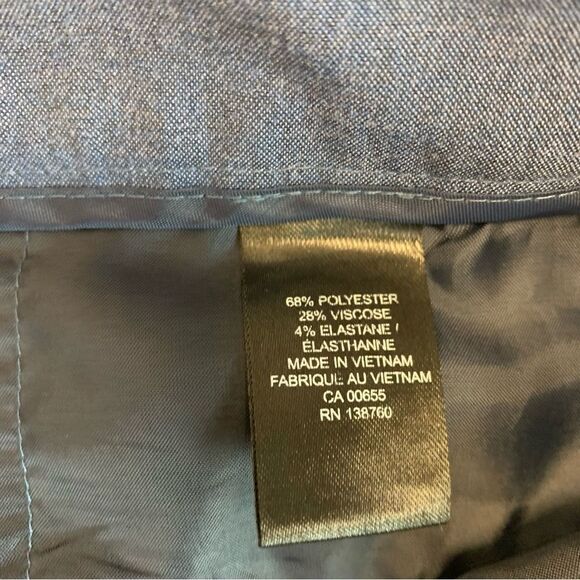 68% POLYESTER
28% VISCOSE
4% ELASTANE /
ÉLASTHANNE
MADE IN VIETNAM
FABRIQUÉ AU VIETNAM
CA 00655
RN 138760